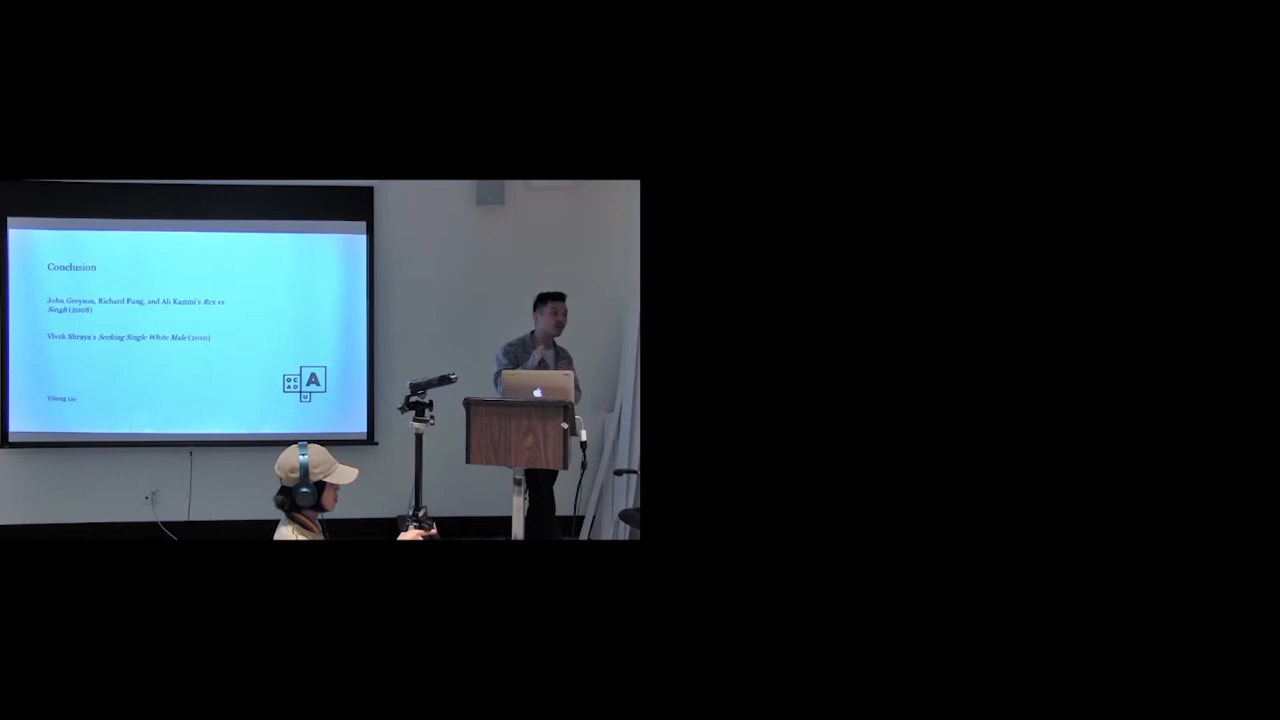 Conclusion
John Greyson, Richard Fung, and Ali Kazimi's Rex vs
Singh (2008)
Vivek Shraya's Seeking Single White Male (2010)
OC
AD
A
U
Yilong